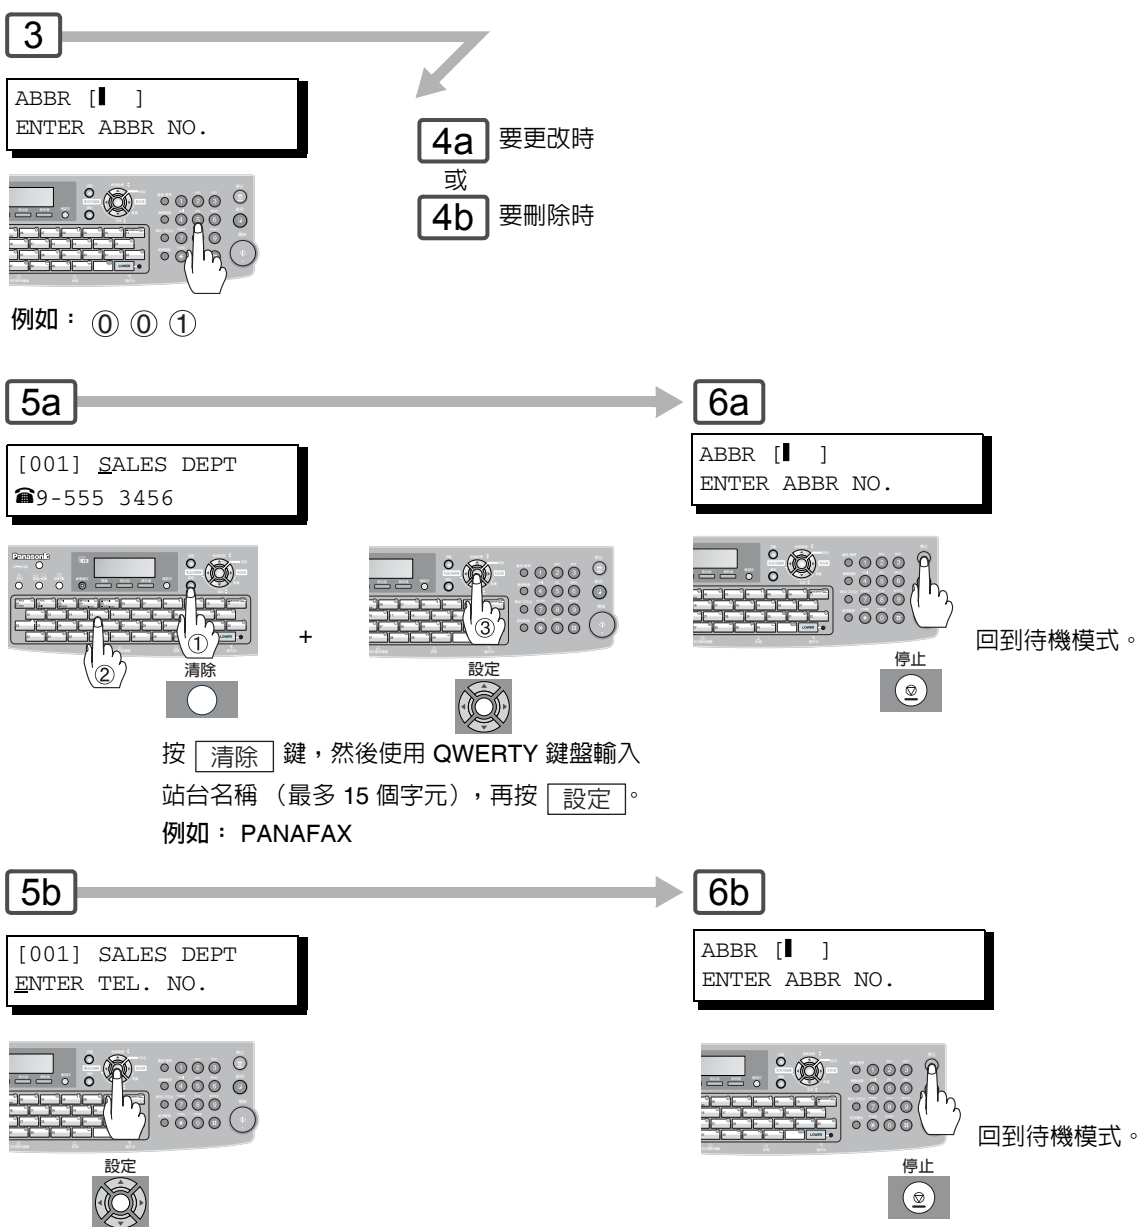 3
ABBR [▌ ]
ENTER ABBR NO.
4a 要更改時
或
4b 要刪除時
例如： ⓪ ⓪ ①
5a
[001] SALES DEPT
☎9-555 3456
Panasonic
LOWER
①
②
清除
+
③
設定
按 清除 鍵，然後使用 QWERTY 鍵盤輸入
站台名稱 （最多 15 個字元），再按 設定 。
例如： PANAFAX
6a
ABBR [▌ ]
ENTER ABBR NO.
停止
回到待機模式。
5b
[001] SALES DEPT
ENTER TEL. NO.
設定
6b
ABBR [▌ ]
ENTER ABBR NO.
停止
回到待機模式。